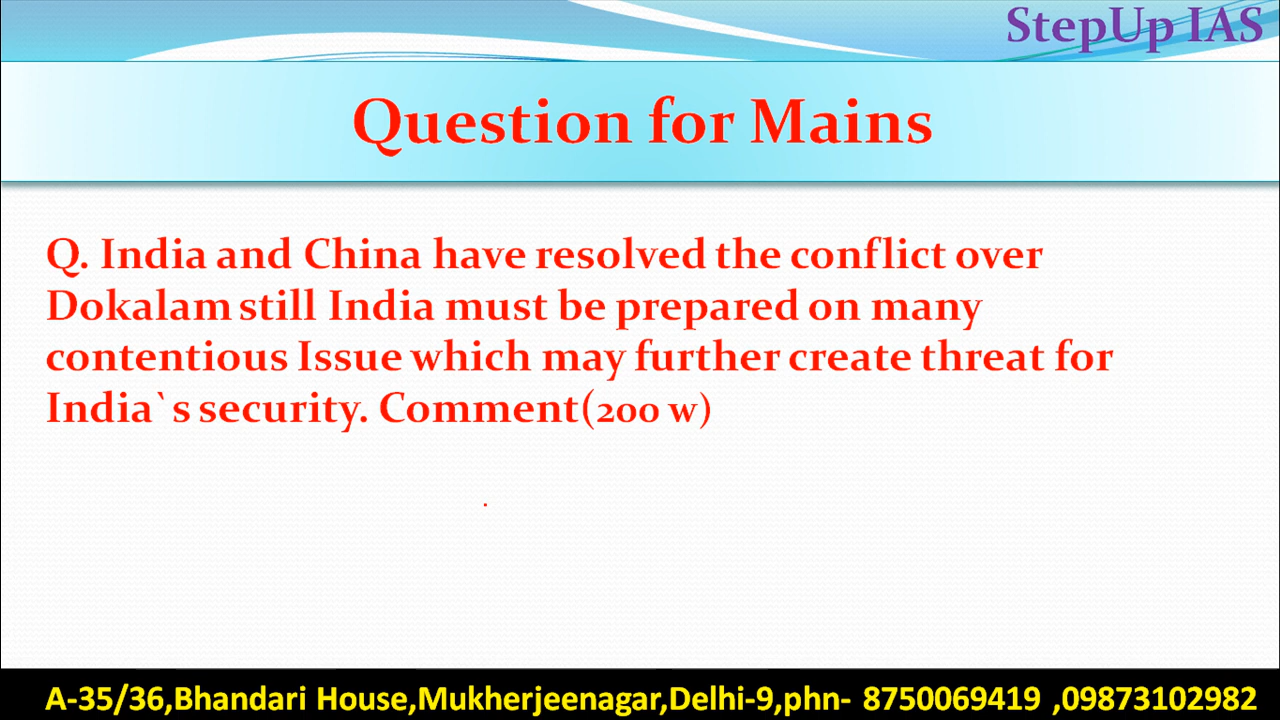 StepUp IAS
Question for Mains
Q. India and China have resolved the conflict over
Dokalam still India must be prepared on many
contentious Issue which may further create threat for
India`s security. Comment(200 w)
A-35/36,Bhandari House,Mukherjeenagar,Delhi-9,phn- 8750069419 ,09873102982